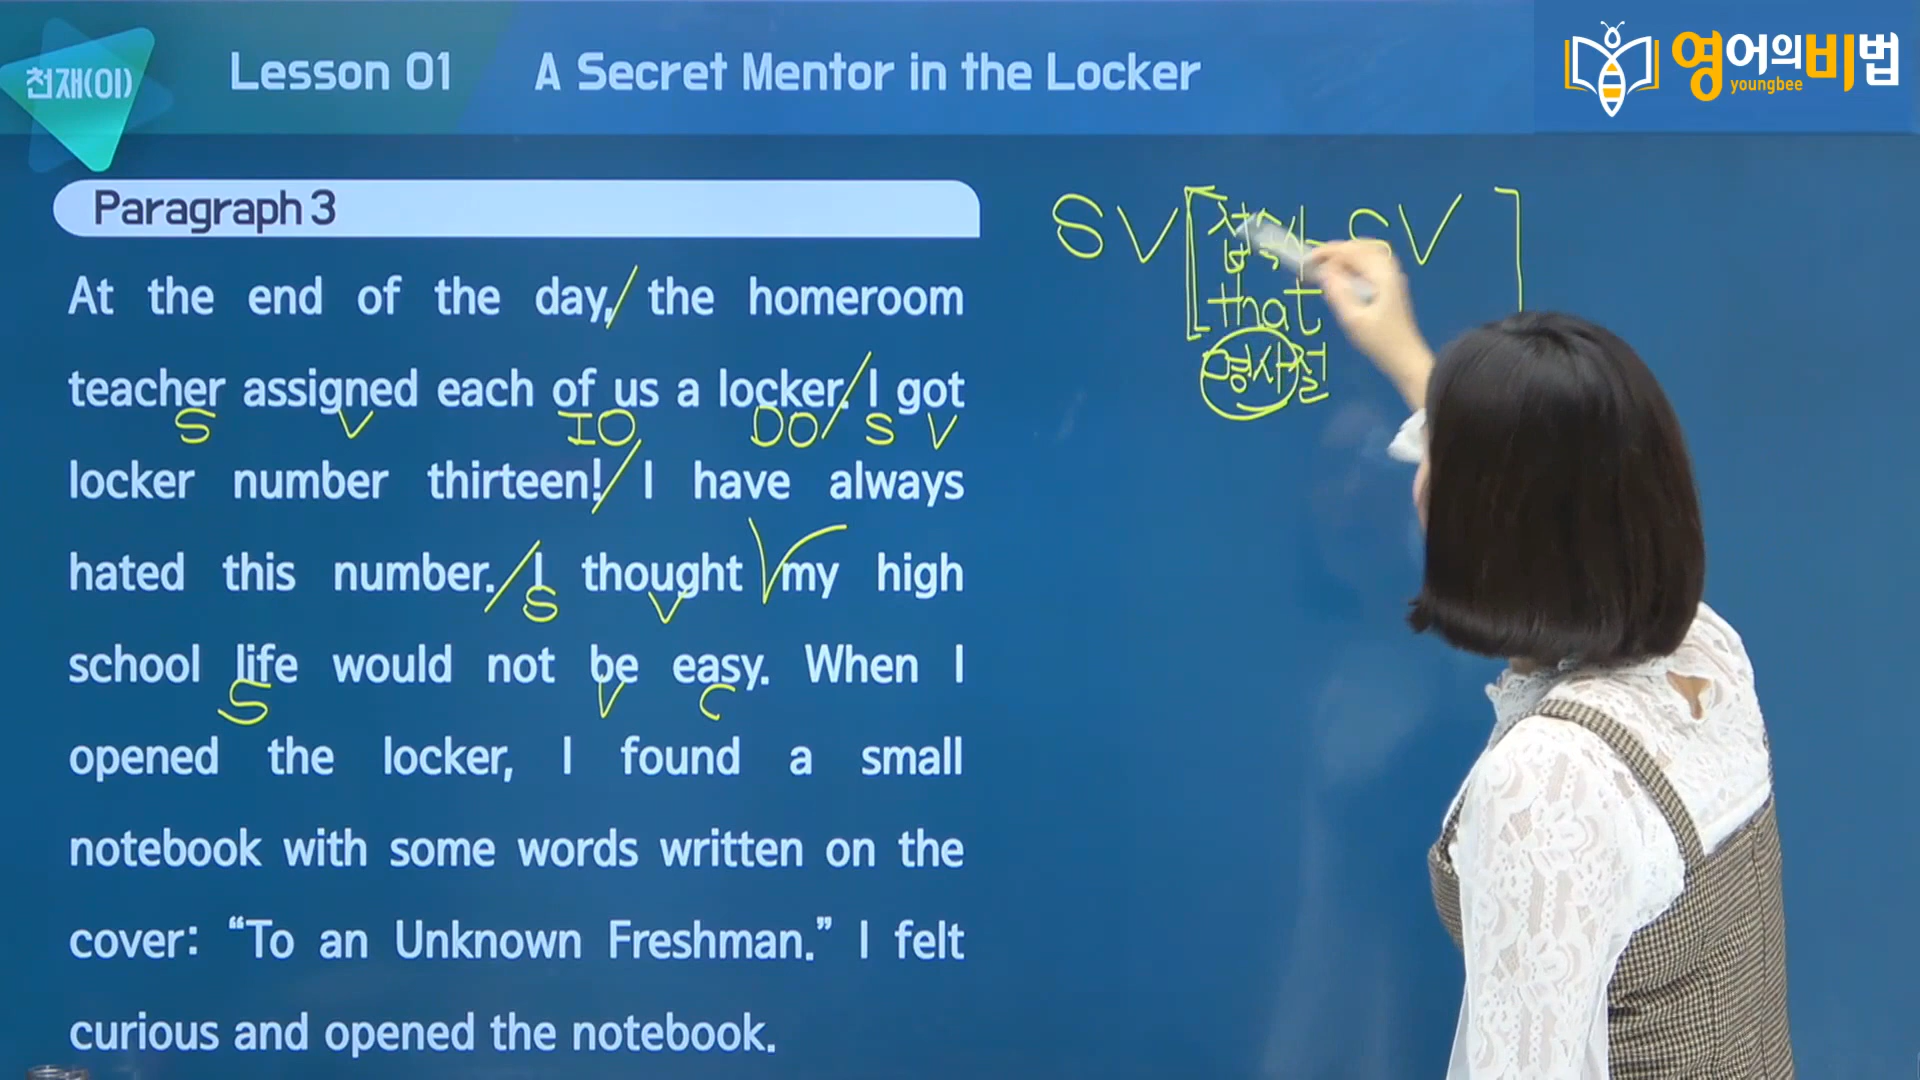 천재(이)
Lesson 01 A Secret Mentor in the Locker
영어의비법
youngbee
Paragraph 3
At the end of the day, the homeroom
teacher assigned each of us a locker. I got
S V IO DO S V
locker number thirteen! I have always
hated this number. I thought my high
S V
school life would not be easy. When I
S V C
opened the locker, I found a small
notebook with some words written on the
cover: “To an Unknown Freshman.” I felt
curious and opened the notebook.
S V [ S V ]
that
명사절